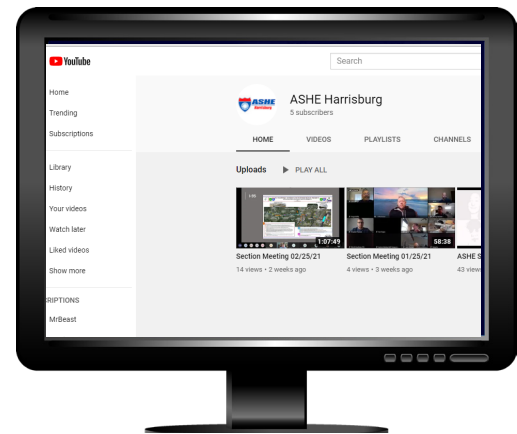 YouTube
Search
Home
Trending
Subscriptions
Library
History
Your videos
Watch later
Liked videos
Show more
RIPTIONS
MrBeast
ASHE
Harrisburg
ASHE Harrisburg
5 subscribers
HOME VIDEOS PLAYLISTS CHANNELS
Uploads PLAY ALL
1:07:49
58:38
Section Meeting 02/25/21 Section Meeting 01/25/21 ASHE S
14 views • 2 weeks ago 4 views • 3 weeks ago 43 view